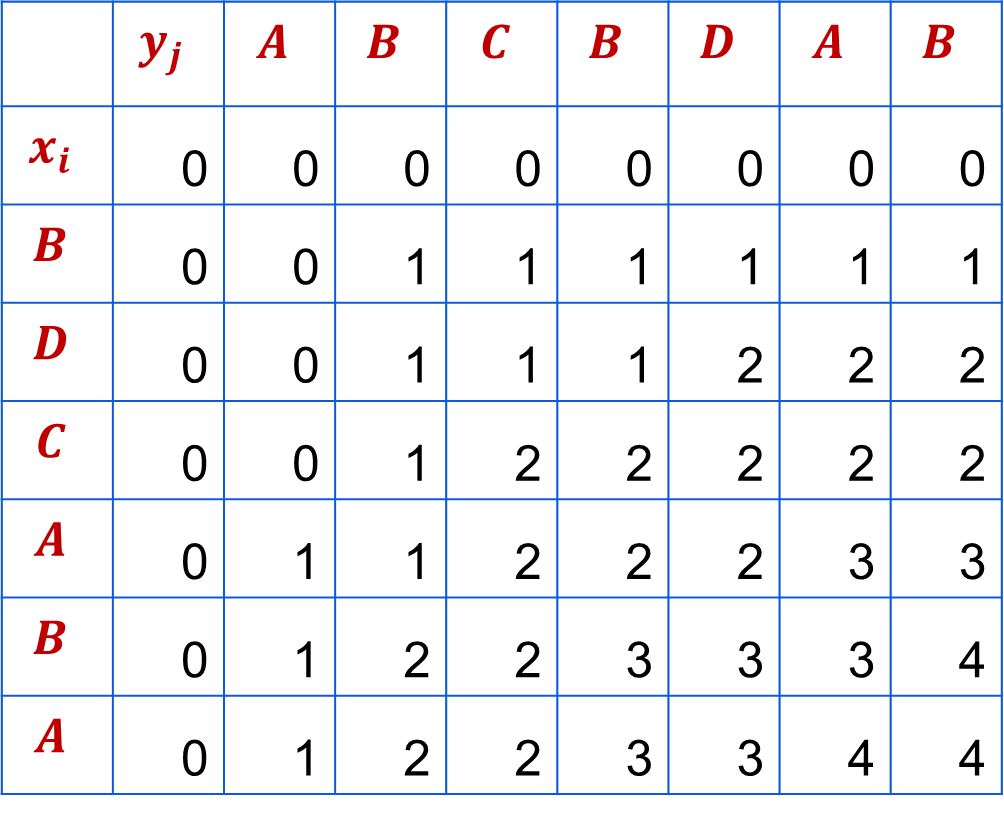 y_j A B C B D A B
x_i 0 0 0 0 0 0 0 0
B 0 0 1 1 1 1 1 1
D 0 0 1 1 1 2 2 2
C 0 0 1 2 2 2 2 2
A 0 1 1 2 2 2 3 3
B 0 1 2 2 3 3 3 4
A 0 1 2 2 3 3 4 4